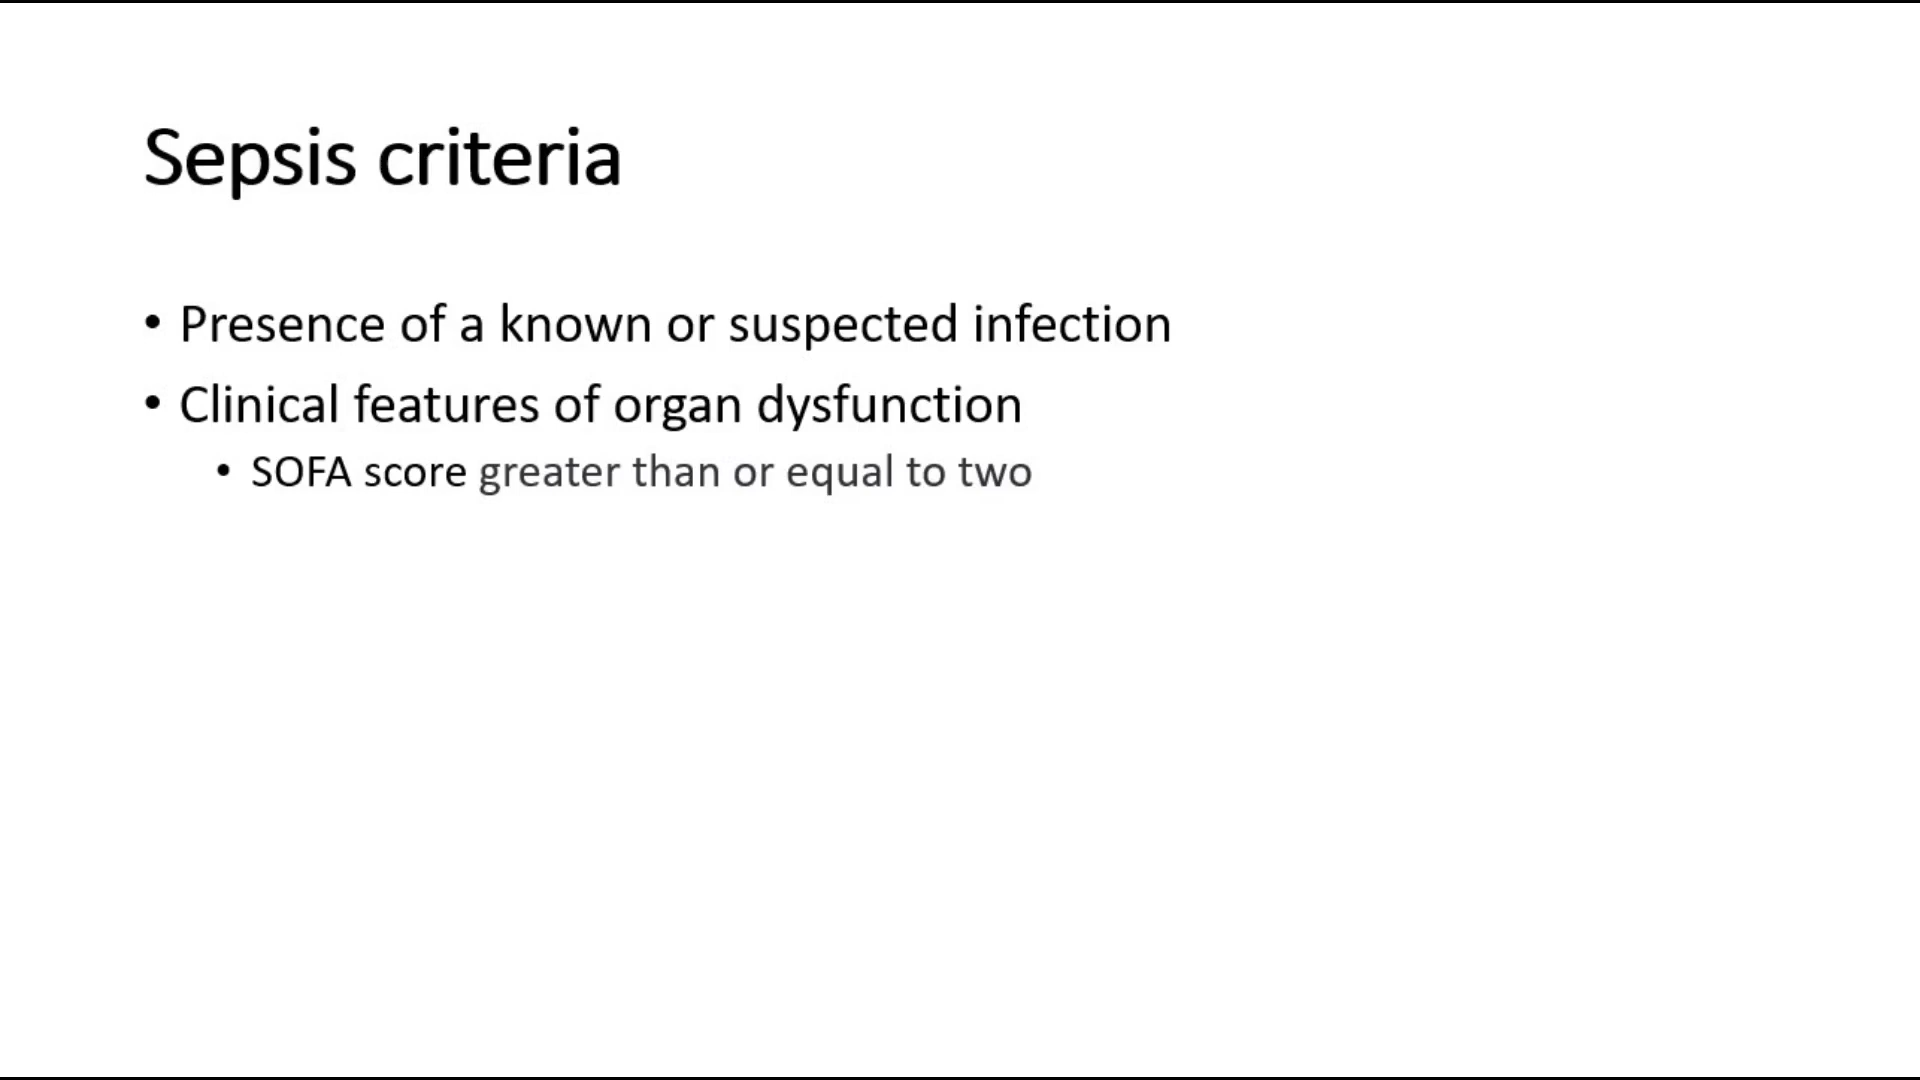 Sepsis criteria
• Presence of a known or suspected infection
• Clinical features of organ dysfunction
• SOFA score greater than or equal to two